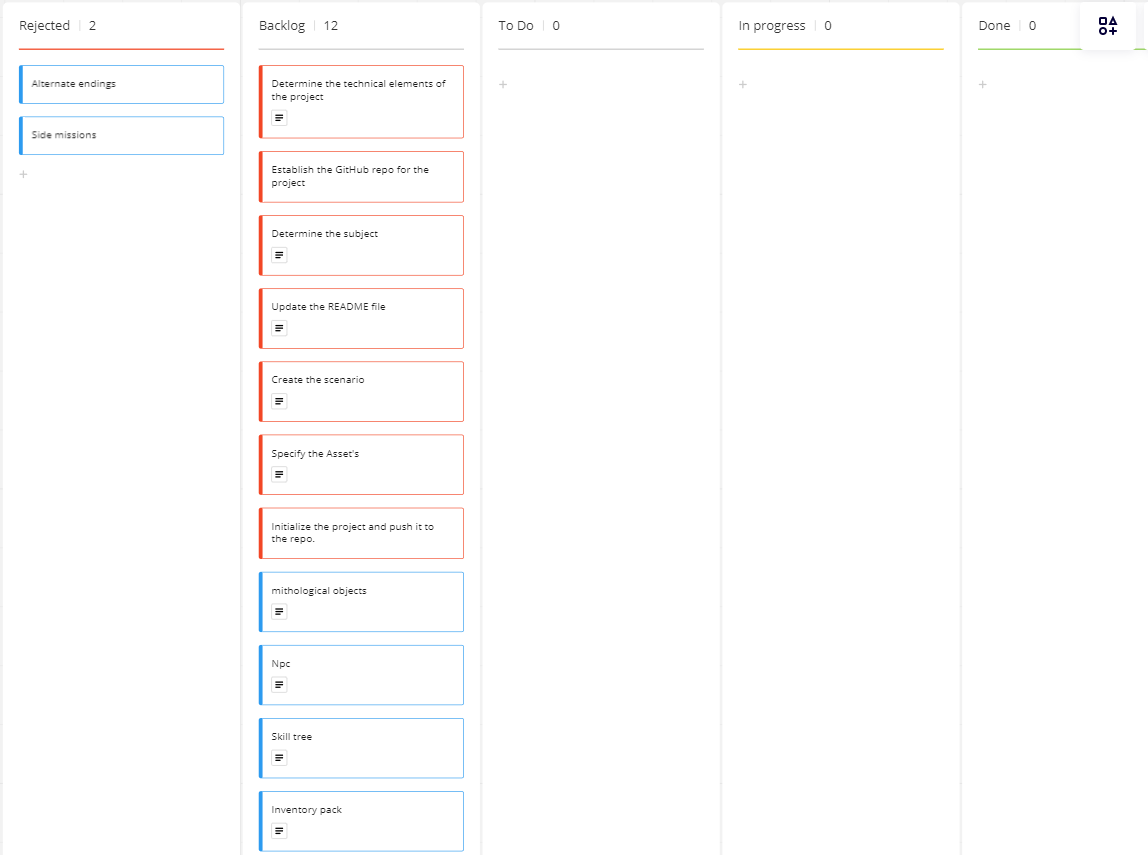 Rejected 2
Alternate endings
Side missions
+
Backlog 12
Determine the technical elements of
the project
Establish the GitHub repo for the
project
Determine the subject
Update the README file
Create the scenario
Specify the Asset's
Initialize the project and push it to
the repo.
mithological objects
Npc
Skill tree
Inventory pack
To Do 0
+
In progress 0
+
Done 0
+